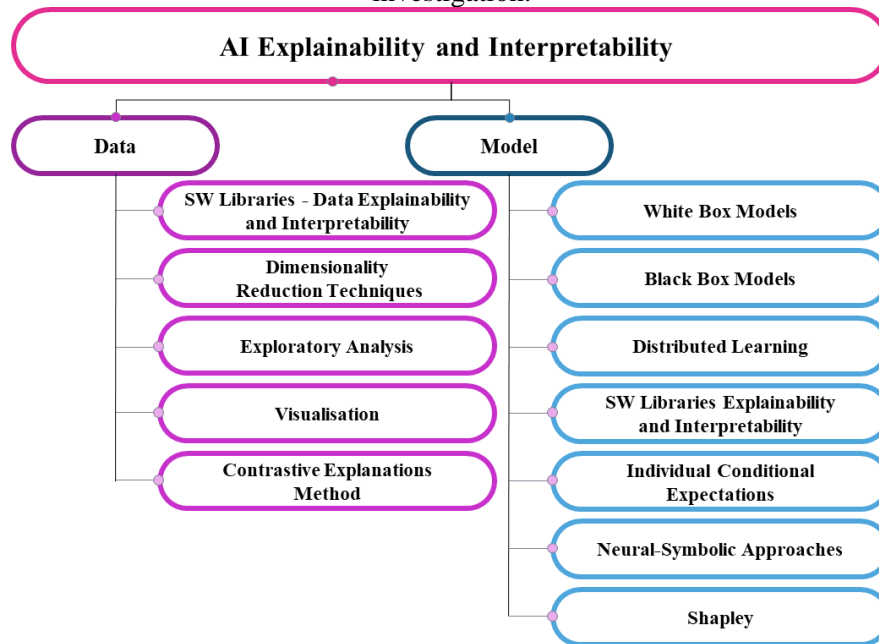 investigation.
AI Explainability and Interpretability
Data
SW Libraries - Data Explainability
and Interpretability
Dimensionality
Reduction Techniques
Exploratory Analysis
Visualisation
Contrastive Explanations
Method
Model
White Box Models
Black Box Models
Distributed Learning
SW Libraries Explainability
and Interpretability
Individual Conditional
Expectations
Neural-Symbolic Approaches
Shapley